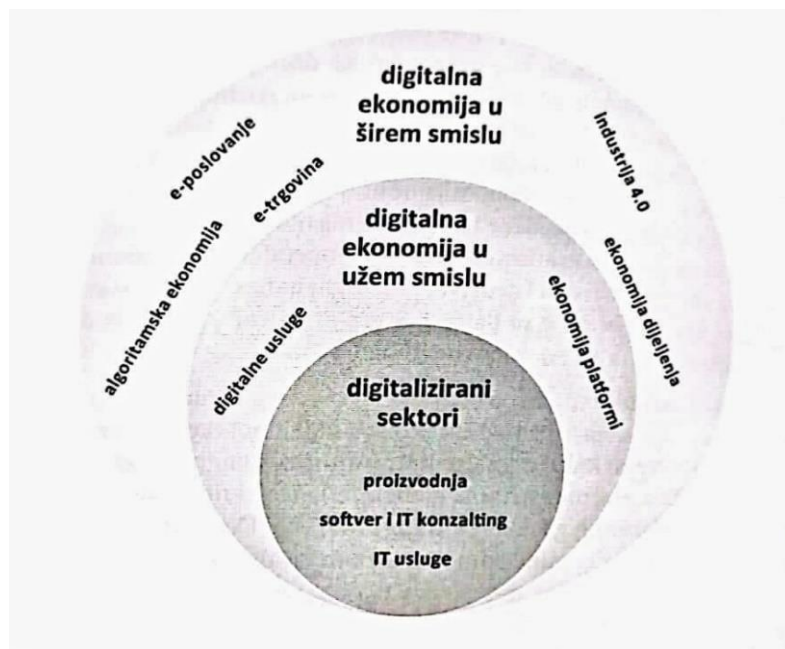 digitalna
ekonomija u
širem smislu
e-poslovanje
e-trgovina
algoritamska ekonomija
Industrija 4.0
ekonomija dijeljenja
digitalna
ekonomija u
užem smislu
digitalne usluge
ekonomija platformi
digitalizirani
sektori
proizvodnja
softver i IT konzalting
IT usluge